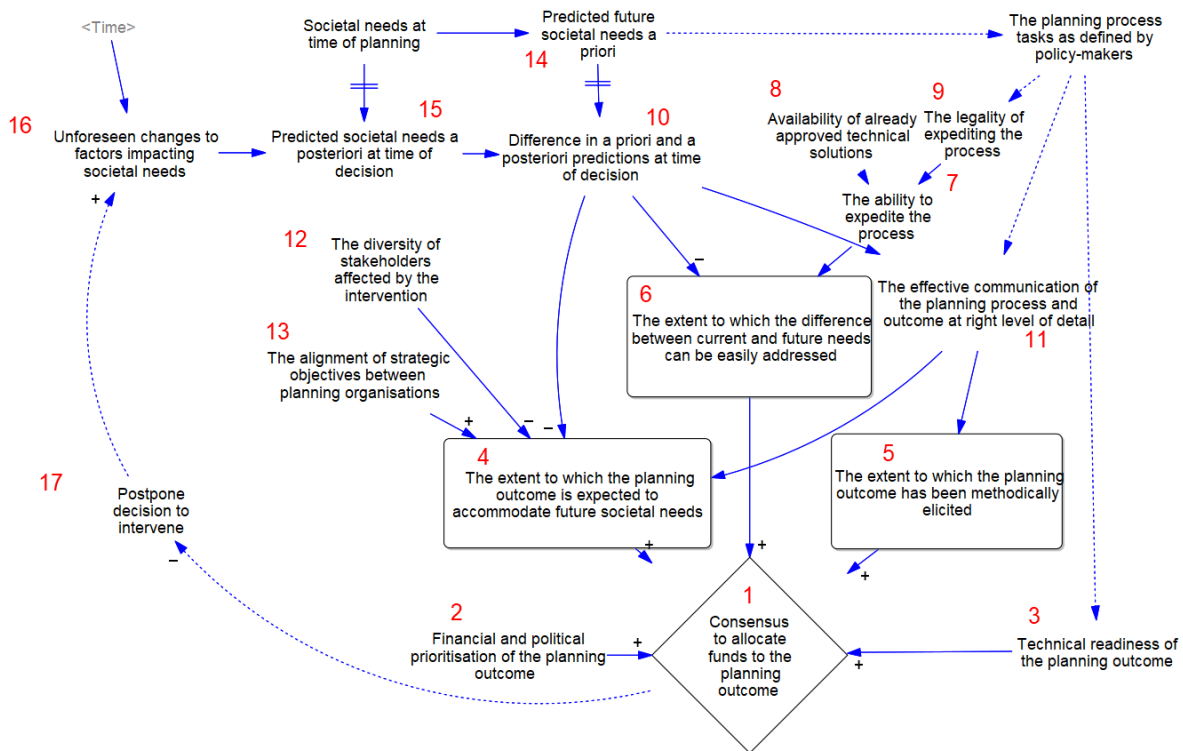 <Time>
Societal needs at
time of planning
Predicted future
societal needs a
priori
The planning process
tasks as defined by
policy-makers
14
8
9
16
15
10
Unforeseen changes to
factors impacting
societal needs
Predicted societal needs a
posteriori at time of
decision
Difference in a priori and a
posteriori predictions at time
of decision
Availability of already
approved technical
solutions
The legality of
expediting the
process
7
+
The ability to
expedite the
process
12
The diversity of
stakeholders
affected by the
intervention
−
6
The extent to which the difference
between current and future needs
can be easily addressed
The effective communication of
the planning process and
outcome at right level of detail
11
13
The alignment of strategic
objectives between
planning organisations
+
−
−
4
The extent to which the planning
outcome is expected to
accommodate future societal needs
5
The extent to which the planning
outcome has been methodically
elicited
17
Postpone
decision to
intervene
−
+
+
+
1
Consensus
to allocate
funds to the
planning
outcome
2
Financial and political
prioritisation of the planning
outcome
+
3
Technical readiness of
the planning outcome
+